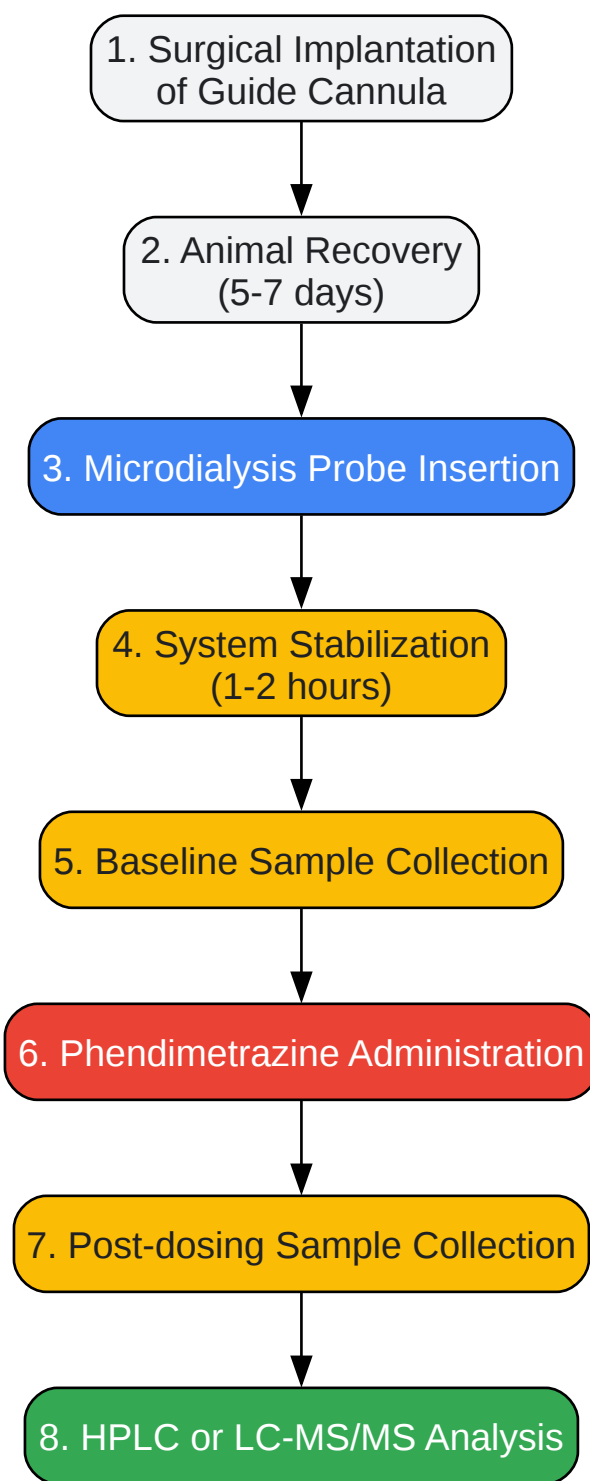 1. Surgical Implantation
of Guide Cannula
2. Animal Recovery
(5-7 days)
3. Microdialysis Probe Insertion
4. System Stabilization
(1-2 hours)
5. Baseline Sample Collection
6. Phendimetrazine Administration
7. Post-dosing Sample Collection
8. HPLC or LC-MS/MS Analysis